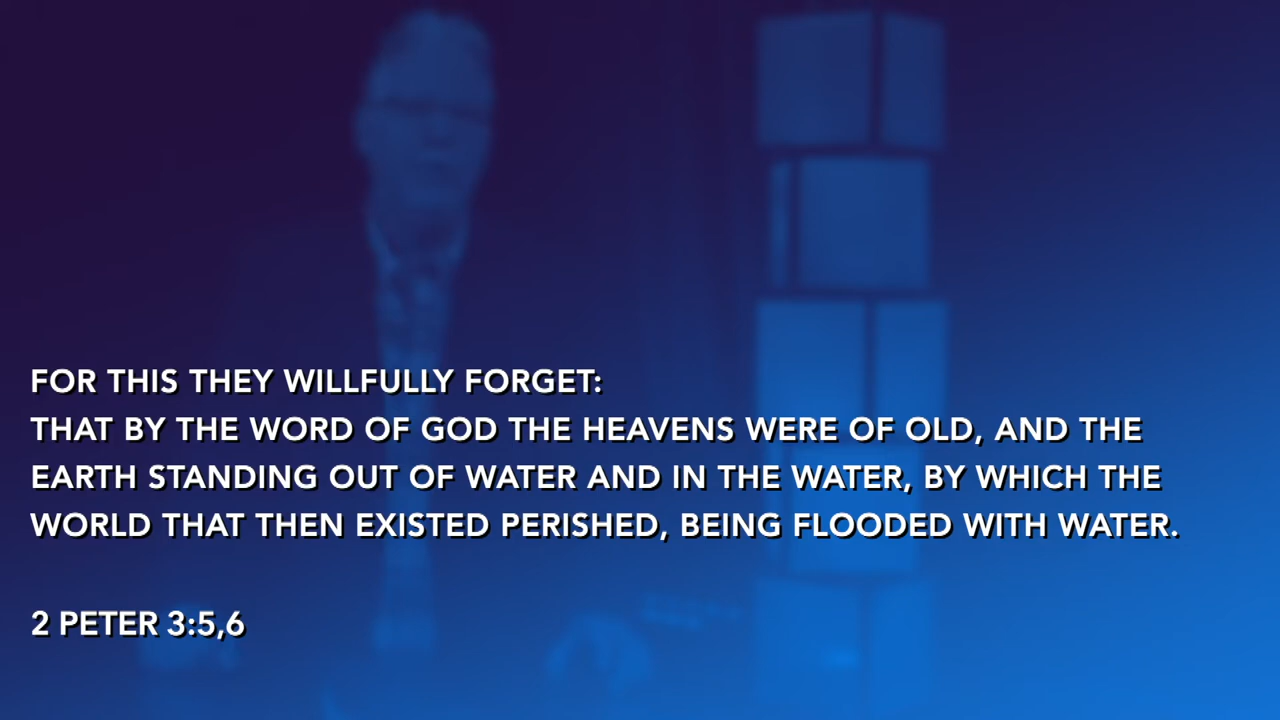 FOR THIS THEY WILLFULLY FORGET:
THAT BY THE WORD OF GOD THE HEAVENS WERE OF OLD, AND THE
EARTH STANDING OUT OF WATER AND IN THE WATER, BY WHICH THE
WORLD THAT THEN EXISTED PERISHED, BEING FLOODED WITH WATER.
2 PETER 3:5,6